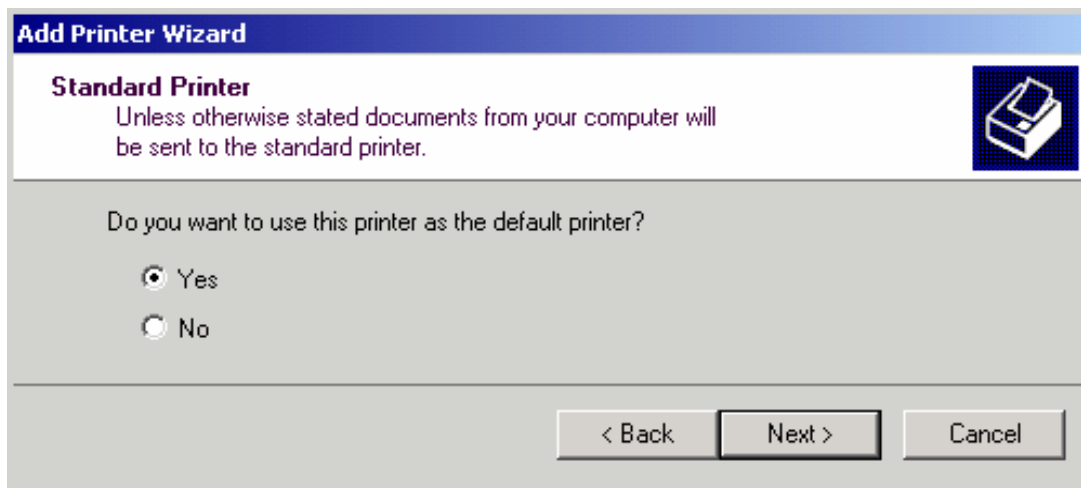 Add Printer Wizard
Standard Printer
Unless otherwise stated documents from your computer will
be sent to the standard printer.
Do you want to use this printer as the default printer?
Yes
No
< Back Next > Cancel